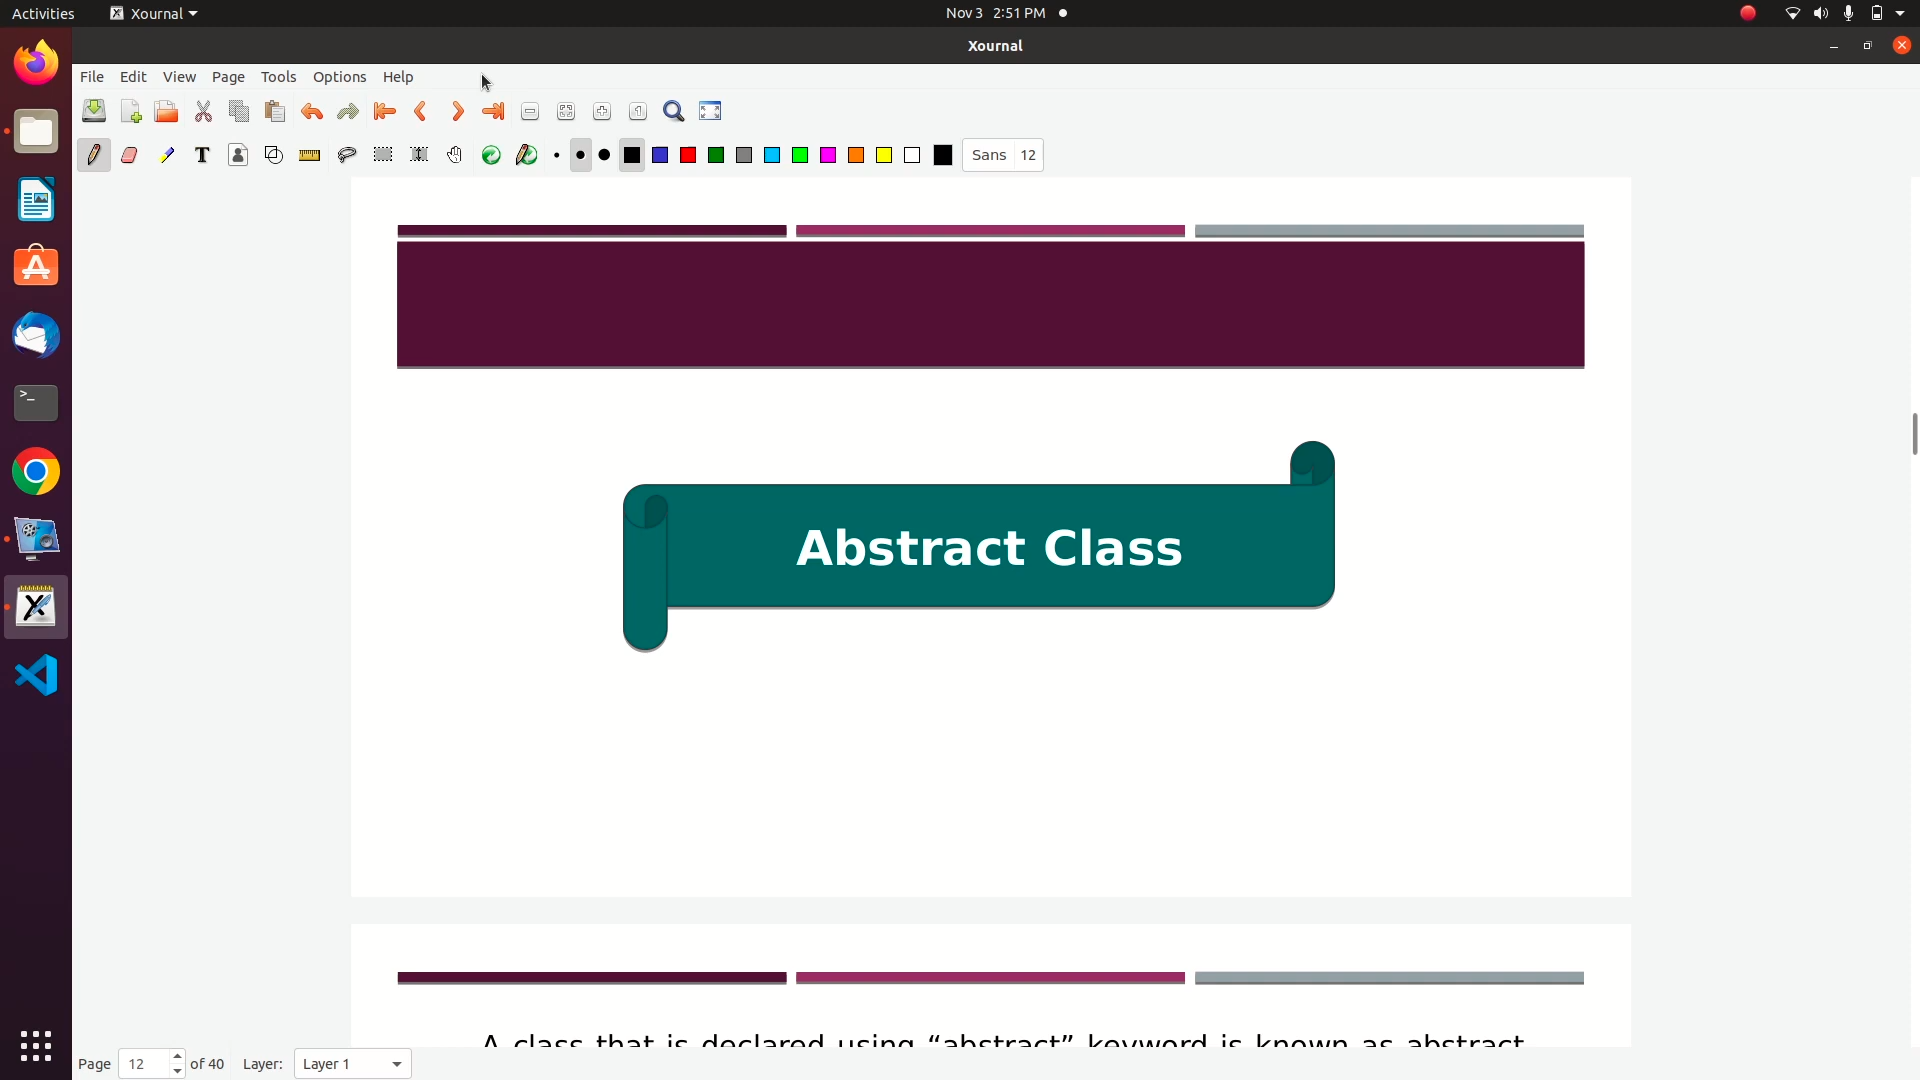 Activities Xournal Nov 3 2:51 PM
Xournal
File Edit View Page Tools Options Help
Sans 12
Abstract Class
A class that is declared using “abstract” keyword is known as abstract
Page 12 of 40 Layer: Layer 1